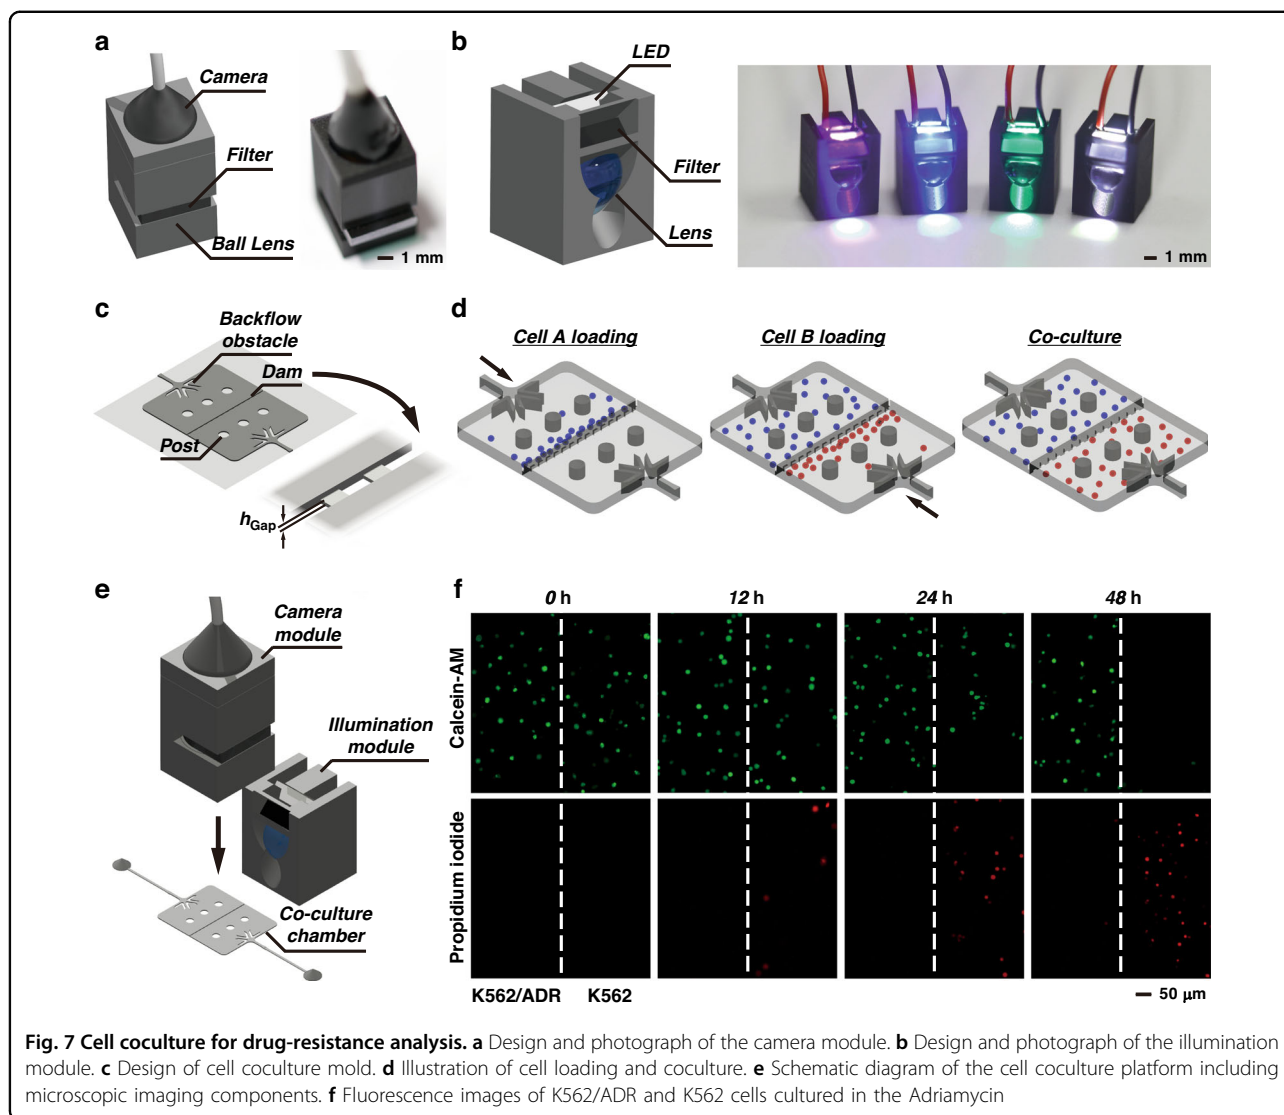 a
Camera
Filter
Ball Lens
1 mm
b
LED
Filter
Lens
1 mm
c
Backflow
obstacle
Dam
Post
hGap
d
Cell A loading
Cell B loading
Co-culture
e
Camera
module
Illumination
module
Co-culture
chamber
f
0 h
12 h
24 h
48 h
Calcein-AM
Propidium iodide
K562/ADR
K562
50 μm
Fig. 7 Cell coculture for drug-resistance analysis. a Design and photograph of the camera module. b Design and photograph of the illumination
module. c Design of cell coculture mold. d Illustration of cell loading and coculture. e Schematic diagram of the cell coculture platform including
microscopic imaging components. f Fluorescence images of K562/ADR and K562 cells cultured in the Adriamycin